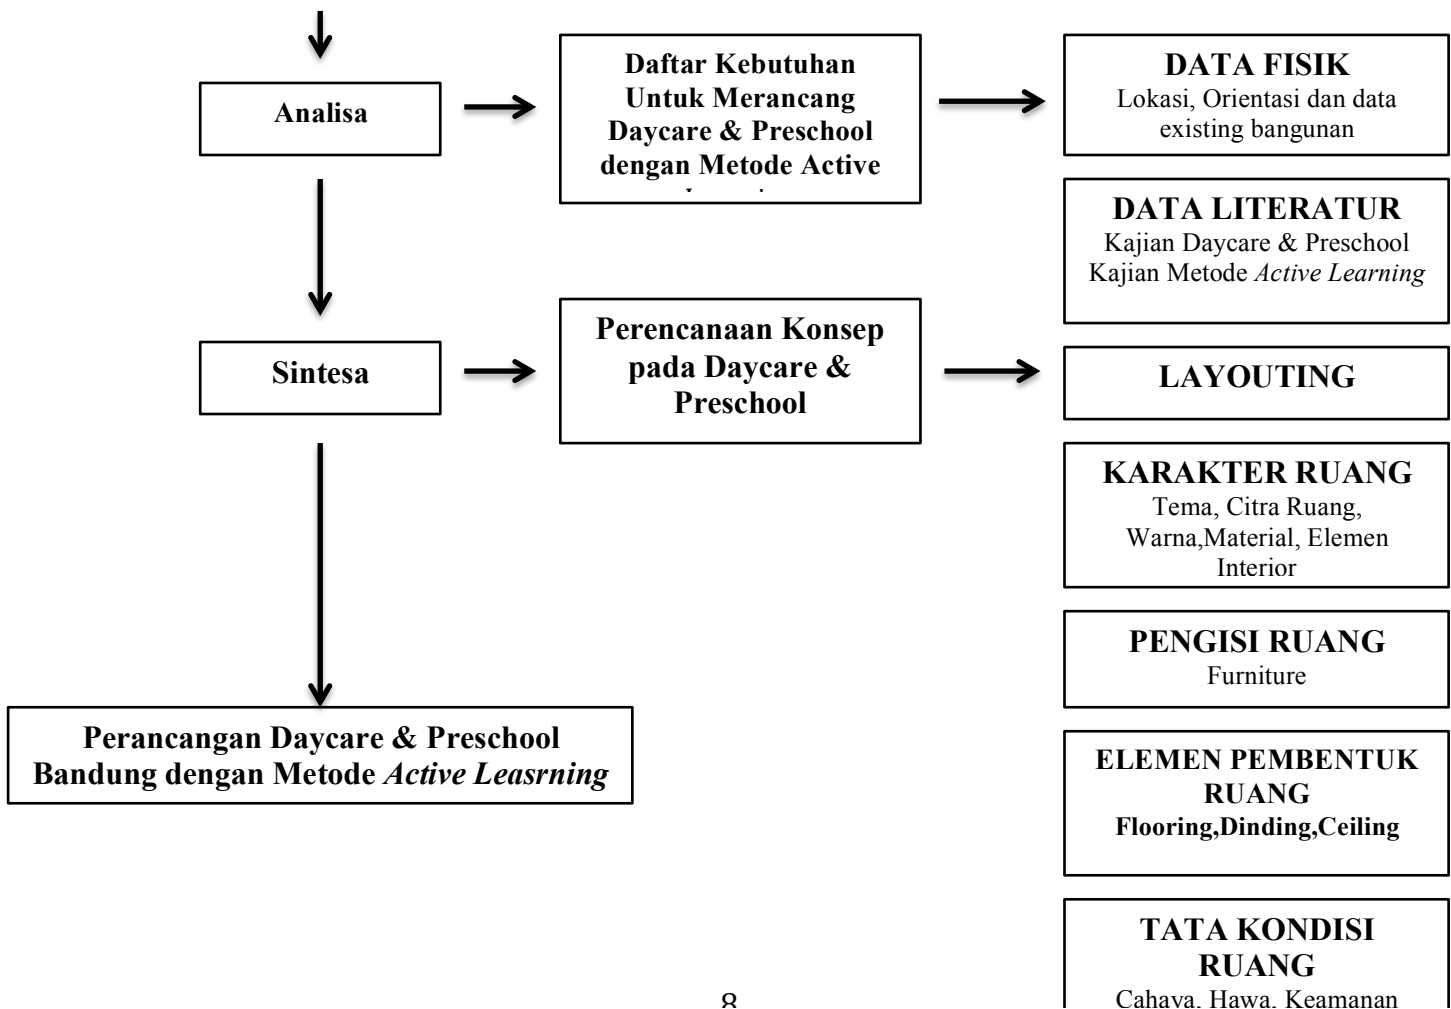 Analisa
Daftar Kebutuhan
Untuk Merancang
Daycare & Preschool
dengan Metode Active
DATA FISIK
Lokasi, Orientasi dan data
existing bangunan
DATA LITERATUR
Kajian Daycare & Preschool
Kajian Metode Active Learning
Sintesa
Perencanaan Konsep
pada Daycare &
Preschool
LAYOUTING
KARAKTER RUANG
Tema, Citra Ruang,
Warna,Material, Elemen
Interior
PENGISI RUANG
Furniture
Perancangan Daycare & Preschool
Bandung dengan Metode Active Leasrning
ELEMEN PEMBENTUK
RUANG
Flooring,Dinding,Ceiling
TATA KONDISI
RUANG
Cahaya, Hawa, Keamanan
8